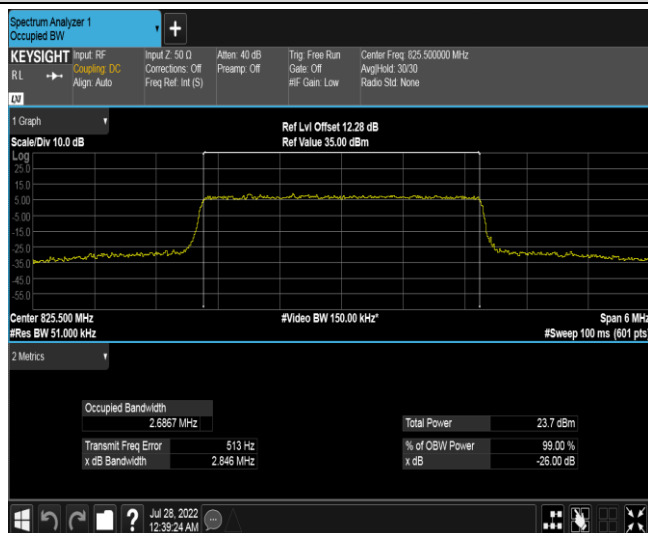 Spectrum Analyzer 1
Occupied BW
+
KEYSIGHT Input: RF Input Z: 50 Ω Atten: 40 dB Trig: Free Run Center Freq: 825.500000 MHz
RL Coupling: DC Corrections: Off Preamp: Off Gate: Off Avg|Hold: 30/30
Align: Auto Freq Ref: Int (S) #IF Gain: Low Radio Std: None
LXI
1 Graph
Ref Lvl Offset 12.28 dB
Scale/Div 10.0 dB Ref Value 35.00 dBm
Log
25.0
15.0
5.00
-5.00
-15.0
-25.0
-35.0
-45.0
-55.0
Center 825.500 MHz #Video BW 150.00 kHz* Span 6 MHz
#Res BW 51.000 kHz #Sweep 100 ms (601 pts)
2 Metrics
Occupied Bandwidth
2.6867 MHz Total Power 23.7 dBm
Transmit Freq Error 513 Hz % of OBW Power 99.00 %
x dB Bandwidth 2.846 MHz x dB -26.00 dB
?
Jul 28, 2022
12:39:24 AM